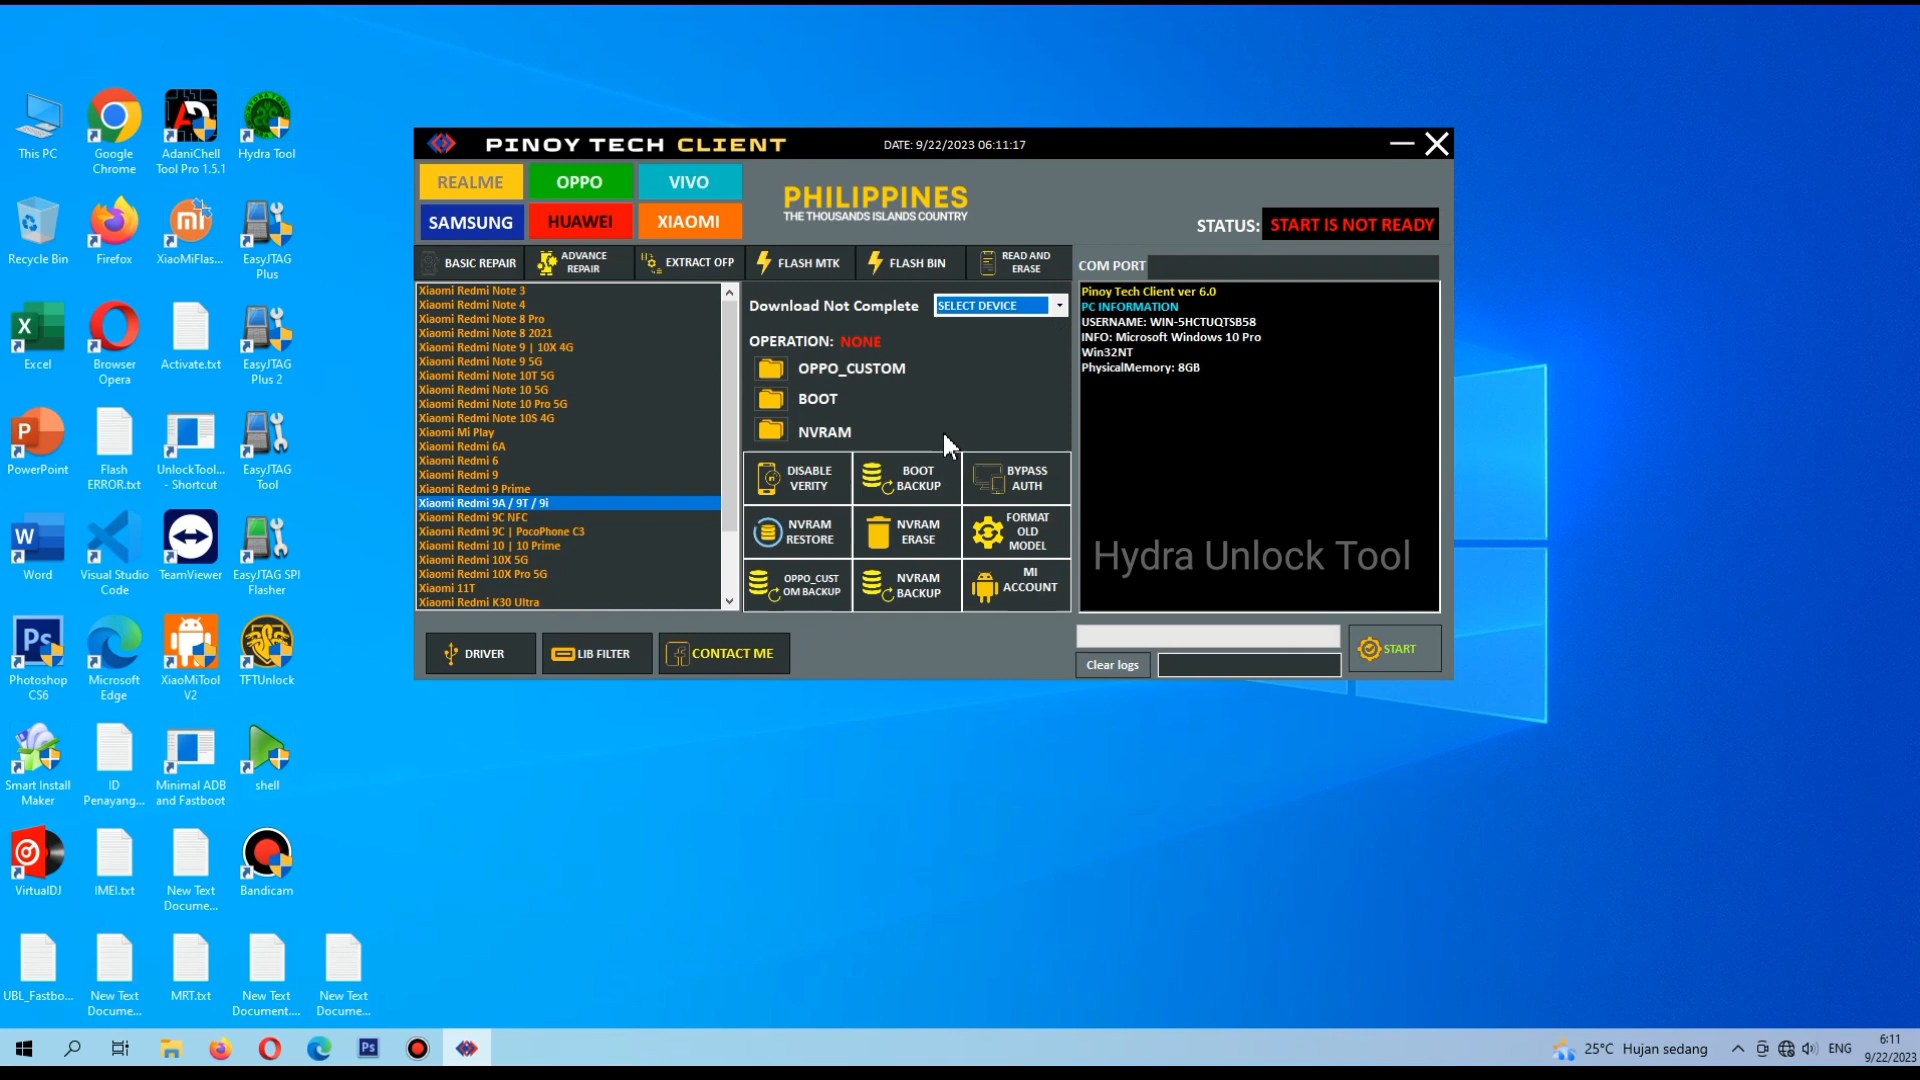 This PC
Google
Chrome
AdaniChell
Tool Pro 1.5.1
Hydra Tool
Recycle Bin
Firefox
XiaoMiFlas...
EasyJTAG
Plus
Excel
Browser
Opera
Activate.txt
EasyJTAG
Plus 2
PowerPoint
Flash
ERROR.txt
UnlockTool...
- Shortcut
EasyJTAG
Tool
Word
Visual Studio
Code
TeamViewer
EasyJTAG SPI
Flasher
Photoshop
CS6
Microsoft
Edge
XiaoMiTool
V2
TFTUnlock
Smart Install
Maker
ID
Penayang...
Minimal ADB
and Fastboot
shell
VirtualDJ
IMEI.txt
New Text
Docume...
Bandicam
UBL_Fastbo...
New Text
Docume...
MRT.txt
New Text
Document....
New Text
Docume...
PINOY TECH CLIENT
DATE: 9/22/2023 06:11:17
REALME
OPPO
VIVO
SAMSUNG
HUAWEI
XIAOMI
PHILIPPINES
THE THOUSANDS ISLANDS COUNTRY
STATUS: START IS NOT READY
BASIC REPAIR
ADVANCE
REPAIR
EXTRACT OFP
FLASH MTK
FLASH BIN
READ AND
ERASE
COM PORT
Xiaomi Redmi Note 3
Xiaomi Redmi Note 4
Xiaomi Redmi Note 8 Pro
Xiaomi Redmi Note 8 2021
Xiaomi Redmi Note 9 | 10X 4G
Xiaomi Redmi Note 9 5G
Xiaomi Redmi Note 10T 5G
Xiaomi Redmi Note 10 5G
Xiaomi Redmi Note 10 Pro 5G
Xiaomi Redmi Note 10S 4G
Xiaomi Mi Play
Xiaomi Redmi 6A
Xiaomi Redmi 6
Xiaomi Redmi 9
Xiaomi Redmi 9 Prime
Xiaomi Redmi 9A / 9T / 9i
Xiaomi Redmi 9C NFC
Xiaomi Redmi 9C | PocoPhone C3
Xiaomi Redmi 10 | 10 Prime
Xiaomi Redmi 10X 5G
Xiaomi Redmi 10X Pro 5G
Xiaomi 11T
Xiaomi Redmi K30 Ultra
Download Not Complete
SELECT DEVICE
OPERATION: NONE
OPPO_CUSTOM
BOOT
NVRAM
DISABLE
VERITY
BOOT
BACKUP
BYPASS
AUTH
NVRAM
RESTORE
NVRAM
ERASE
FORMAT
OLD
MODEL
OPPO_CUST
OM BACKUP
NVRAM
BACKUP
MI
ACCOUNT
Pinoy Tech Client ver 6.0
PC INFORMATION
USERNAME: WIN-5HCTUQTSB58
INFO: Microsoft Windows 10 Pro
Win32NT
PhysicalMemory: 8GB
Hydra Unlock Tool
DRIVER
LIB FILTER
CONTACT ME
Clear logs
START
25°C Hujan sedang
ENG
6:11
9/22/2023